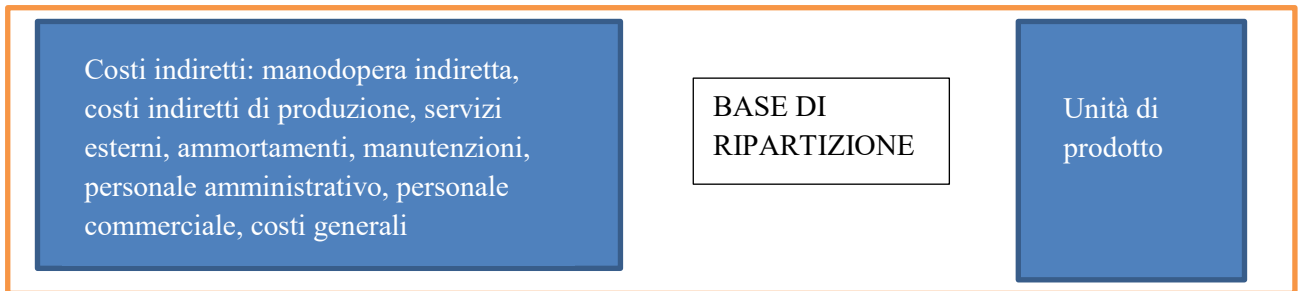 Costi indiretti: manodopera indiretta,
costi indiretti di produzione, servizi
esterni, ammortamenti, manutenzioni,
personale amministrativo, personale
commerciale, costi generali
BASE DI
RIPARTIZIONE
Unità di
prodotto